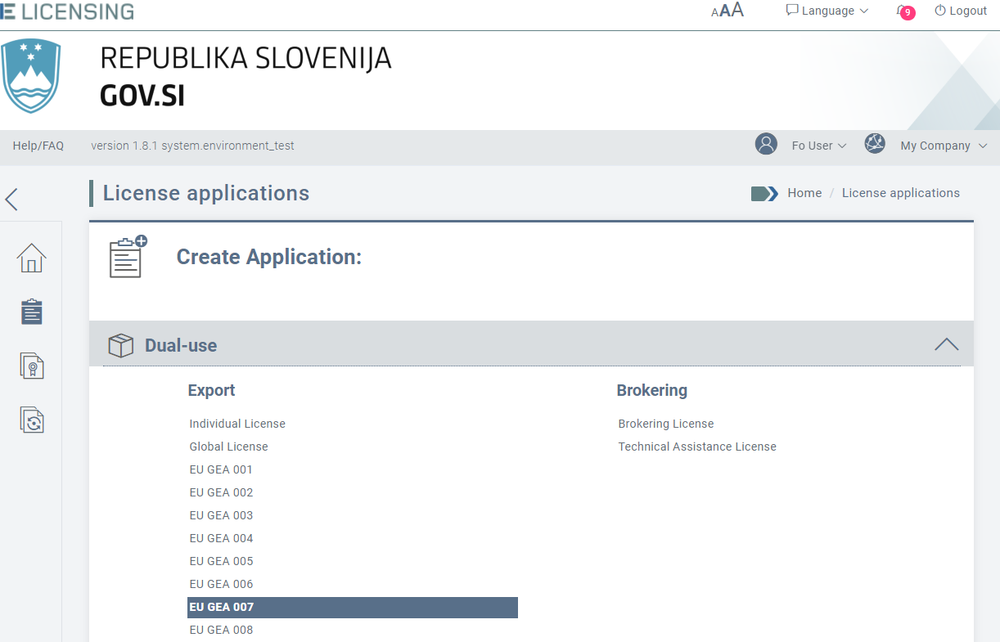 E LICENSING
AAA Language 9 Logout
REPUBLIKA SLOVENIJA
GOV.SI
Help/FAQ version 1.8.1 system.environment_test Fo User My Company
License applications Home / License applications
Create Application:
Dual-use
Export Brokering
Individual License Brokering License
Global License Technical Assistance License
EU GEA 001
EU GEA 002
EU GEA 003
EU GEA 004
EU GEA 005
EU GEA 006
EU GEA 007
EU GEA 008